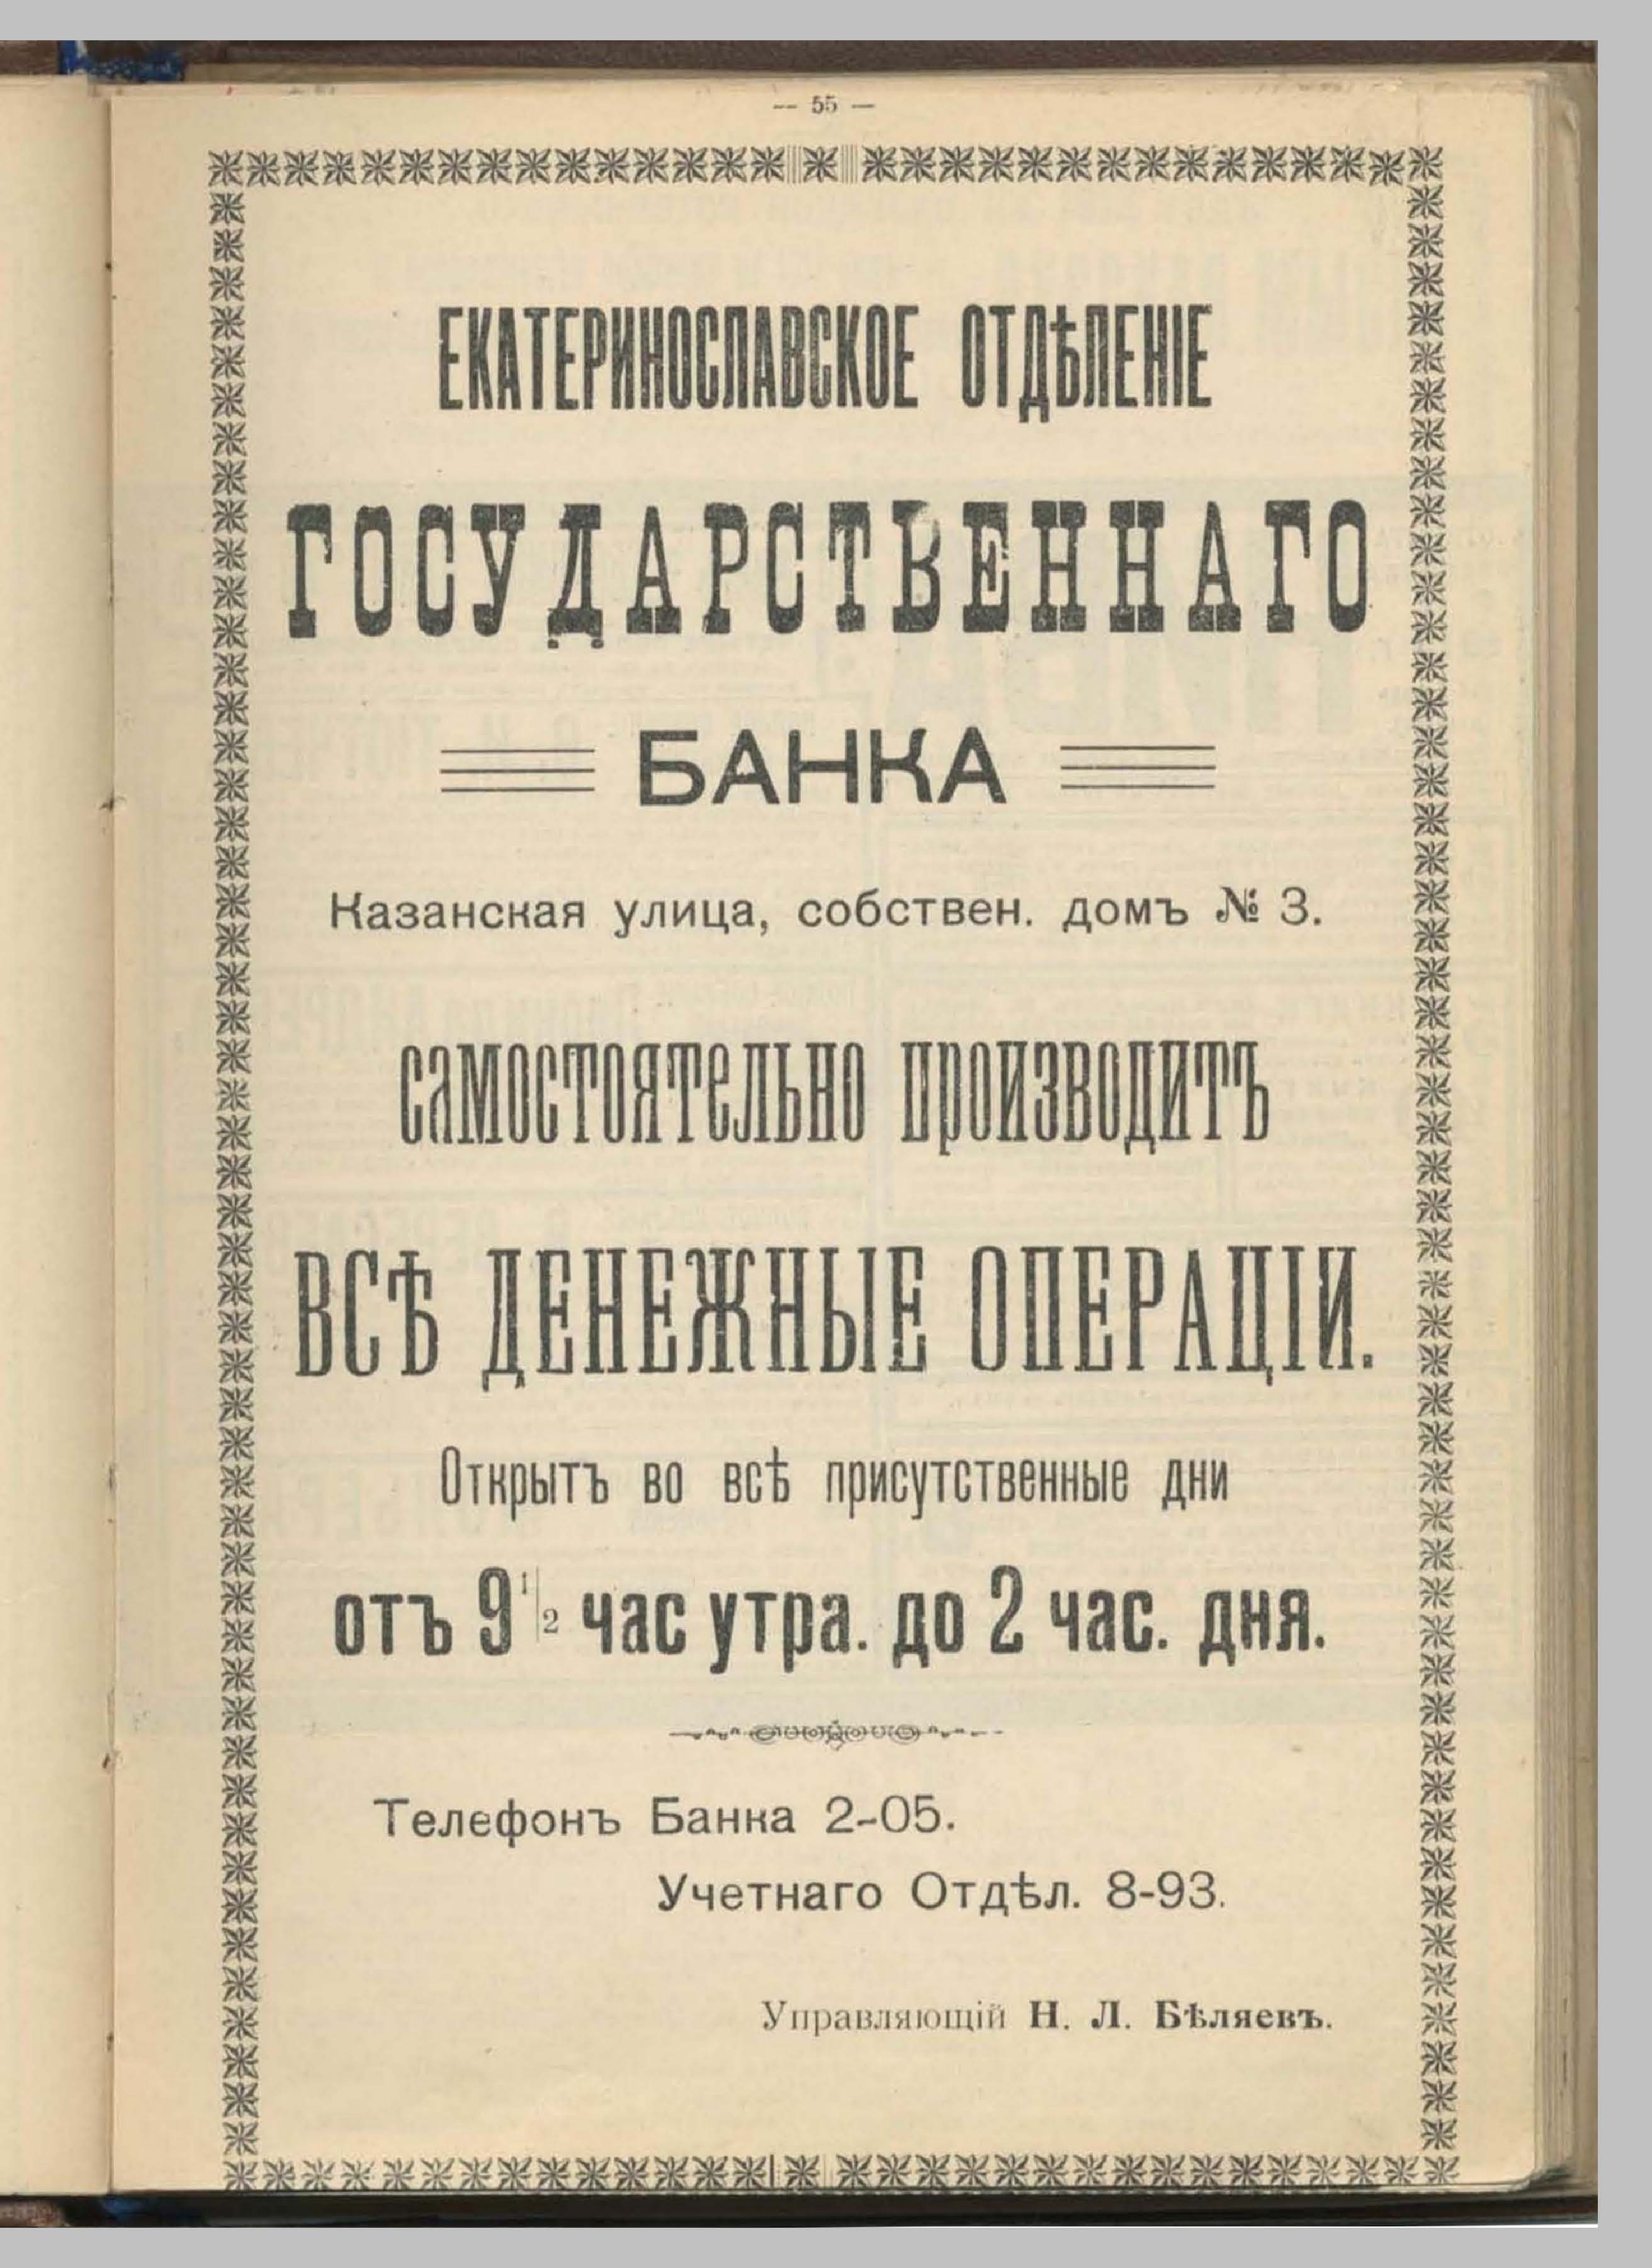 — 55 —
ЕКАТЕРИНОСЛАВСКОЕ ОТДѢЛЕНІЕ
ГОСУДАРСТВЕННАГО
БАНКА
Казанская улица, собствен. домъ № 3.
самостоятельно производитъ
ВСѢ ДЕНЕЖНЫЕ ОПЕРАЦІИ.
Открытъ во всѣ присутственные дни
отъ 9 1/2 час утра. до 2 час. дня.
Телефонъ Банка 2-05.
Учетнаго Отдѣл. 8-93.
Управляющій Н. Л. Бѣляевъ.